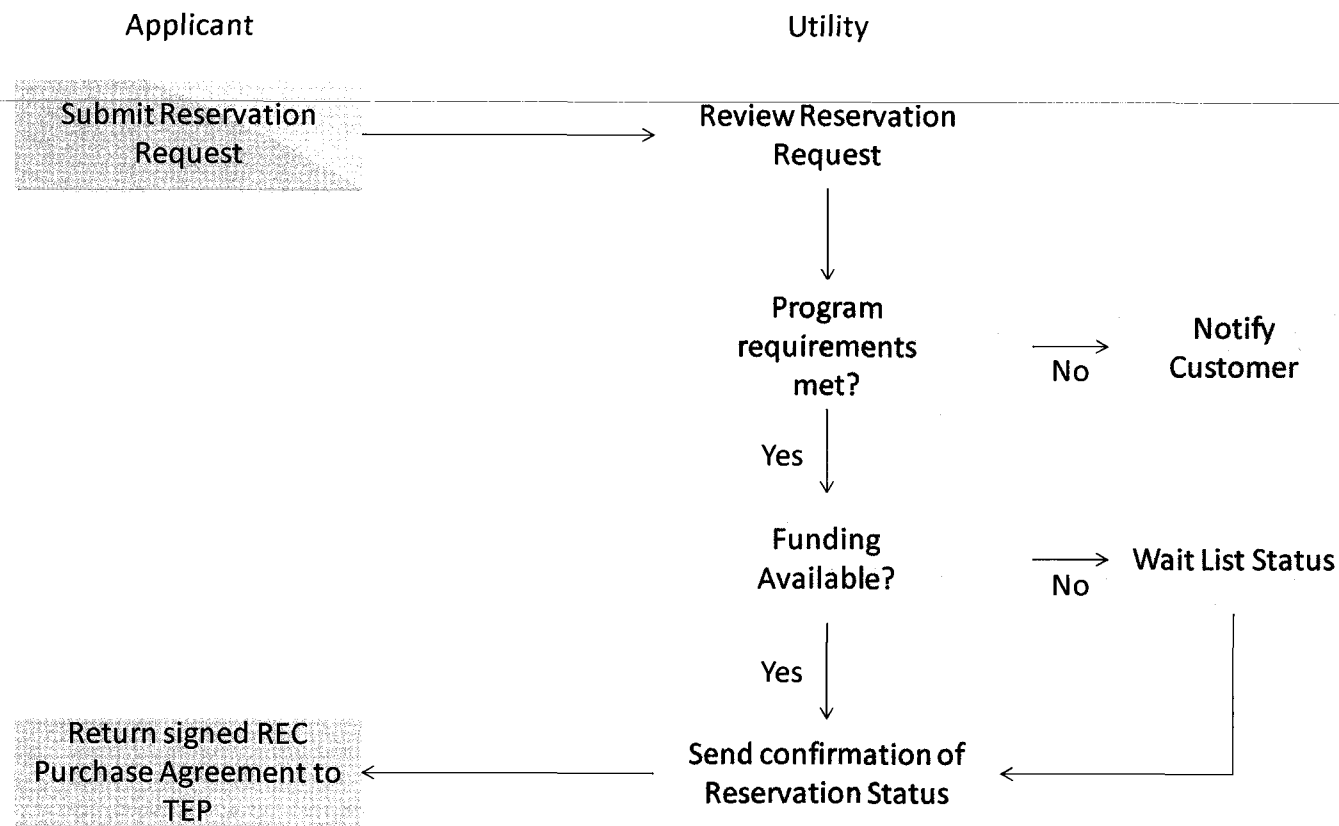 Applicant
Utility
Submit Reservation
Request
Review Reservation
Request
Program
requirements
met?
No
Notify
Customer
Yes
Funding
Available?
No
Wait List Status
Yes
Send confirmation of
Reservation Status
Return signed REC
Purchase Agreement to
TEP